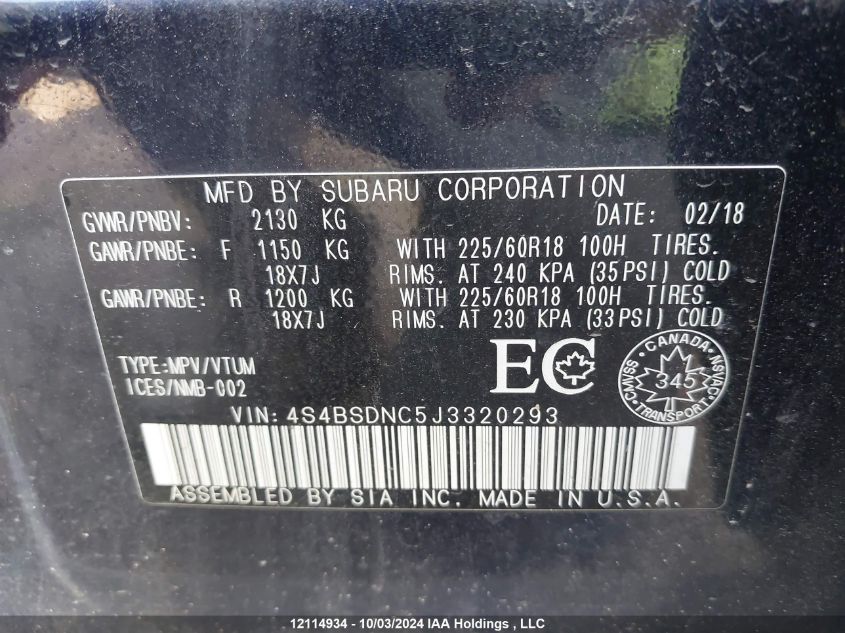 MFD BY SUBARU CORPORATION
GVWR/PNBV: 2130 KG DATE: 02/18
GAWR/PNBE: F 1150 KG WITH 225/60R18 100H TIRES.
18X7J RIMS. AT 240 KPA (35PSI) COLD
GAWR/PNBE: R 1200 KG WITH 225/60R18 100H TIRES.
18X7J RIMS. AT 230 KPA (33PSI) COLD
TYPE:MPV/VTUM
ICES/NMB-002
EC
CANADA
CMVSS 345 NSVAC
TRANSPORT
VIN: 4S4BSDNC5J3320293
ASSEMBLED BY SIA INC. MADE IN U.S.A.
12114934 - 10/03/2024 IAA Holdings , LLC